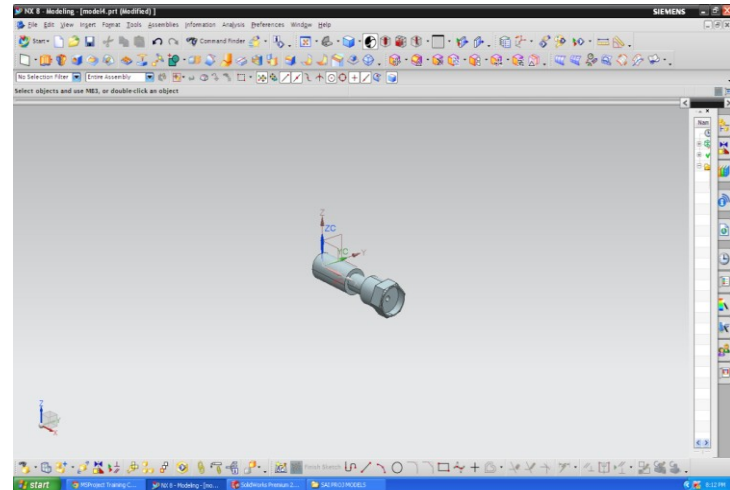 NX 8 - Modeling - [model4.prt (Modified) ]
SIEMENS
File Edit View Insert Format Tools Assemblies Information Analysis Preferences Window Help
Start
Command Finder
No Selection Filter
Entire Assembly
Select objects and use MB3, or double-click an object
Nam
Z
ZC
YC
Y
Z
X
Finish Sketch
start
MSProject Training C...
NX 8 - Modeling - [mo...
SolidWorks Premium 2...
SAI PROJ MODELS
6:12 PM